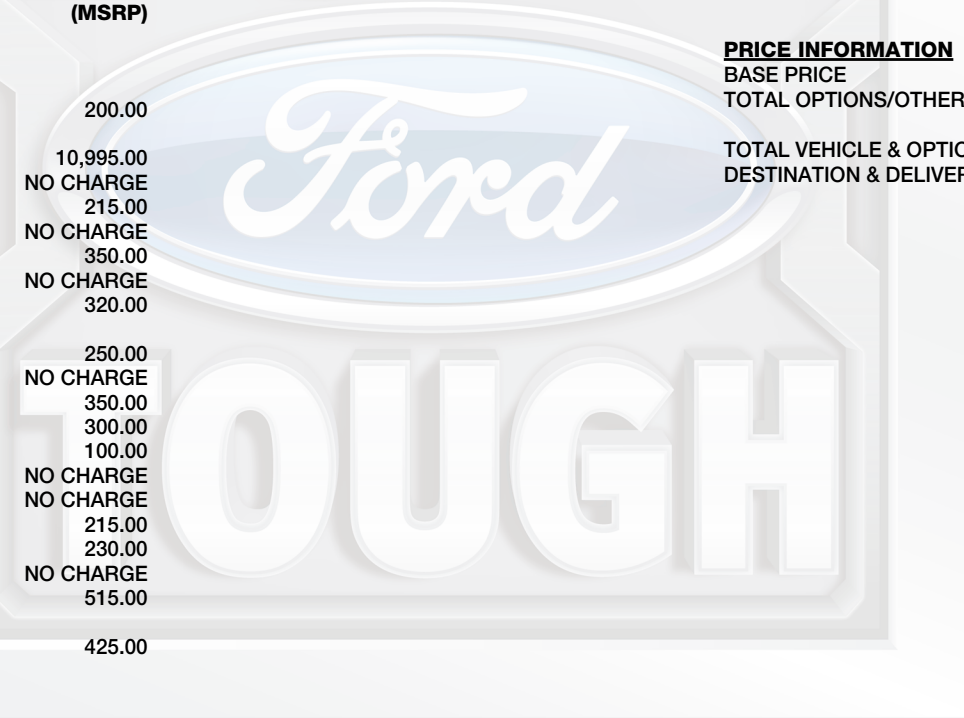 (MSRP)
200.00
10,995.00
NO CHARGE
215.00
NO CHARGE
350.00
NO CHARGE
320.00
250.00
NO CHARGE
350.00
300.00
100.00
NO CHARGE
NO CHARGE
215.00
230.00
NO CHARGE
515.00
425.00
PRICE INFORMATION
BASE PRICE
TOTAL OPTIONS/OTHER
TOTAL VEHICLE & OPTIO
DESTINATION & DELIVER
Ford
TOUGH